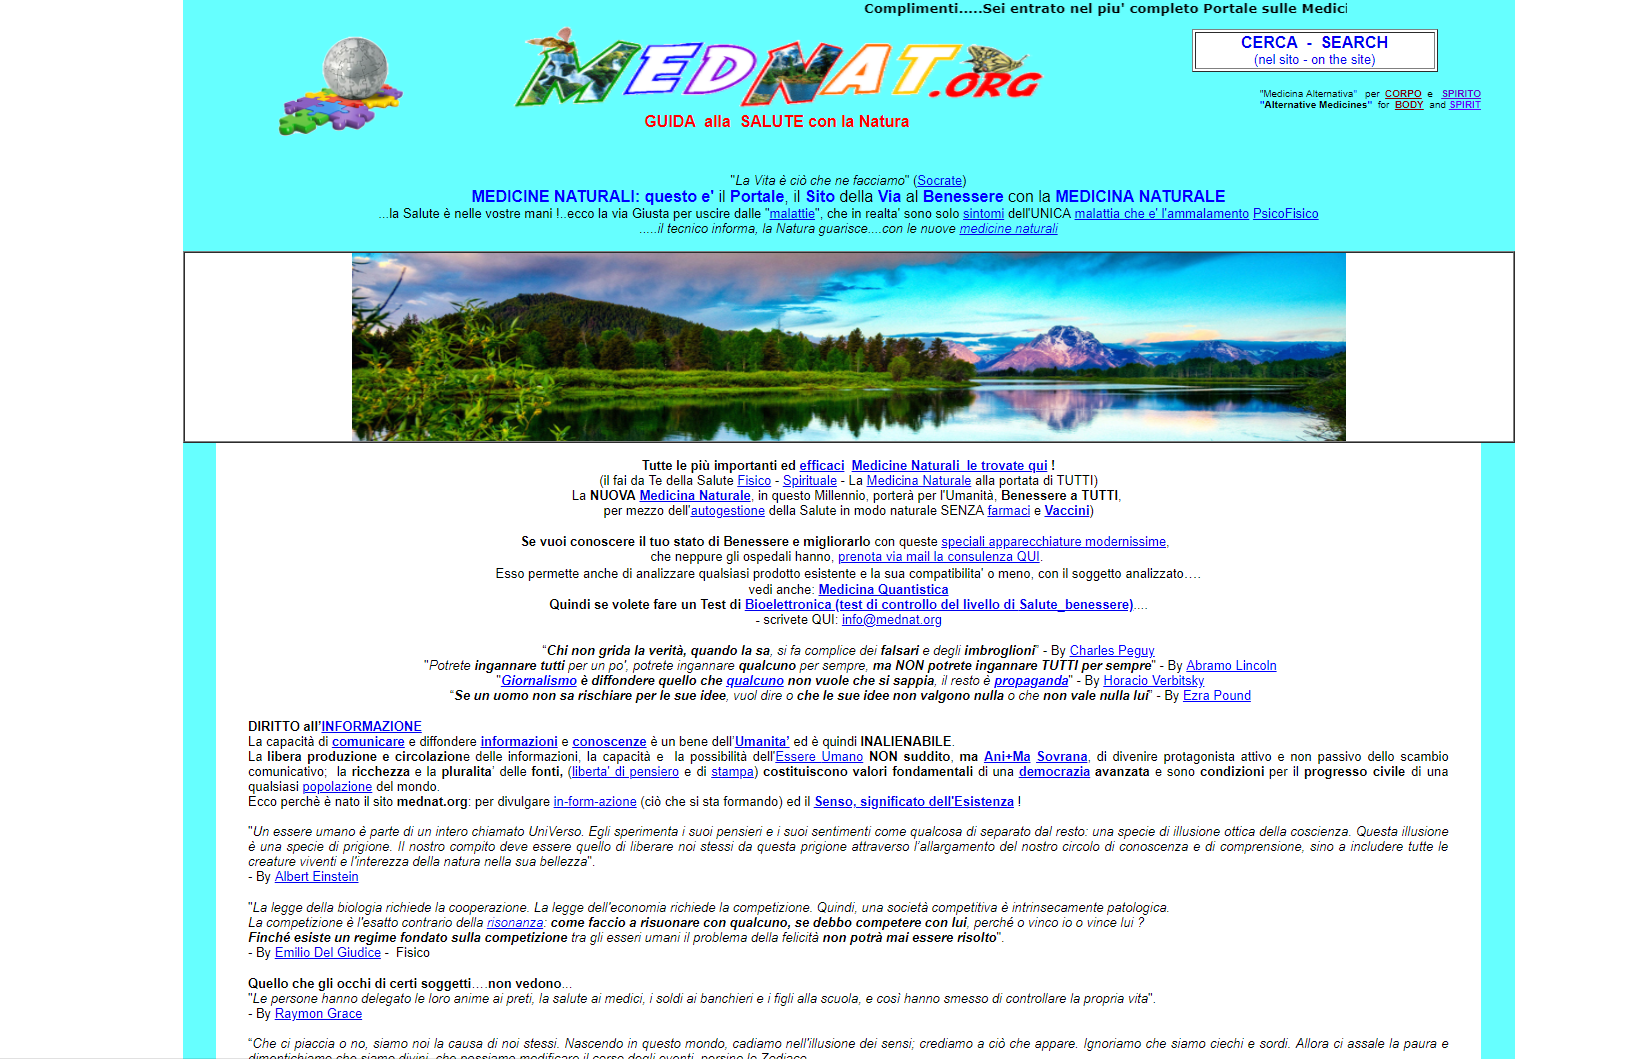 Complimenti.....Sei entrato nel piu' completo Portale sulle Medici
MEDNAT.ORG
GUIDA alla SALUTE con la Natura
CERCA - SEARCH
(nel sito - on the site)
"Medicina Alternativa" per CORPO e SPIRITO
"Alternative Medicines" for BODY and SPIRIT
"La Vita è ciò che ne facciamo" (Socrate)
MEDICINE NATURALI: questo e' il Portale, il Sito della Via al Benessere con la MEDICINA NATURALE
...la Salute è nelle vostre mani !..ecco la via Giusta per uscire dalle "malattie", che in realta' sono solo sintomi dell'UNICA malattia che e' l'ammalamento PsicoFisico
.....il tecnico informa, la Natura guarisce....con le nuove medicine naturali
Tutte le più importanti ed efficaci Medicine Naturali le trovate qui !
(il fai da Te della Salute Fisico - Spirituale - La Medicina Naturale alla portata di TUTTI)
La NUOVA Medicina Naturale, in questo Millennio, porterà per l'Umanità, Benessere a TUTTI,
per mezzo dell'autogestione della Salute in modo naturale SENZA farmaci e Vaccini)
Se vuoi conoscere il tuo stato di Benessere e migliorarlo con queste speciali apparecchiature modernissime,
che neppure gli ospedali hanno, prenota via mail la consulenza QUI.
Esso permette anche di analizzare qualsiasi prodotto esistente e la sua compatibilita' o meno, con il soggetto analizzato….
vedi anche: Medicina Quantistica
Quindi se volete fare un Test di Bioelettronica (test di controllo del livello di Salute_benessere)....
- scrivete QUI: info@mednat.org
“Chi non grida la verità, quando la sa, si fa complice dei falsari e degli imbroglioni” - By Charles Peguy
"Potrete ingannare tutti per un po', potrete ingannare qualcuno per sempre, ma NON potrete ingannare TUTTI per sempre" - By Abramo Lincoln
"Giornalismo è diffondere quello che qualcuno non vuole che si sappia, il resto è propaganda" - By Horacio Verbitsky
“Se un uomo non sa rischiare per le sue idee, vuol dire o che le sue idee non valgono nulla o che non vale nulla lui” - By Ezra Pound
DIRITTO all’INFORMAZIONE
La capacità di comunicare e diffondere informazioni e conoscenze è un bene dell’Umanita’ ed è quindi INALIENABILE.
La libera produzione e circolazione delle informazioni, la capacità e la possibilità dell'Essere Umano NON suddito, ma Ani+Ma Sovrana, di divenire protagonista attivo e non passivo dello scambio
comunicativo; la ricchezza e la pluralita’ delle fonti, (liberta’ di pensiero e di stampa) costituiscono valori fondamentali di una democrazia avanzata e sono condizioni per il progresso civile di una
qualsiasi popolazione del mondo.
Ecco perchè è nato il sito mednat.org: per divulgare in-form-azione (ciò che si sta formando) ed il Senso, significato dell'Esistenza !
"Un essere umano è parte di un intero chiamato UniVerso. Egli sperimenta i suoi pensieri e i suoi sentimenti come qualcosa di separato dal resto: una specie di illusione ottica della coscienza. Questa illusione
è una specie di prigione. Il nostro compito deve essere quello di liberare noi stessi da questa prigione attraverso l’allargamento del nostro circolo di conoscenza e di comprensione, sino a includere tutte le
creature viventi e l'interezza della natura nella sua bellezza".
- By Albert Einstein
"La legge della biologia richiede la cooperazione. La legge dell'economia richiede la competizione. Quindi, una società competitiva è intrinsecamente patologica.
La competizione è l'esatto contrario della risonanza: come faccio a risuonare con qualcuno, se debbo competere con lui, perché o vinco io o vince lui ?
Finché esiste un regime fondato sulla competizione tra gli esseri umani il problema della felicità non potrà mai essere risolto".
- By Emilio Del Giudice - Fisico
Quello che gli occhi di certi soggetti….non vedono...
"Le persone hanno delegato le loro anime ai preti, la salute ai medici, i soldi ai banchieri e i figli alla scuola, e così hanno smesso di controllare la propria vita".
- By Raymon Grace
“Che ci piaccia o no, siamo noi la causa di noi stessi. Nascendo in questo mondo, cadiamo nell'illusione dei sensi; crediamo a ciò che appare. Ignoriamo che siamo ciechi e sordi. Allora ci assale la paura e
dimentichiamo che siamo divini, che possiamo modificare il corso degli eventi, persino lo Zodiaco.